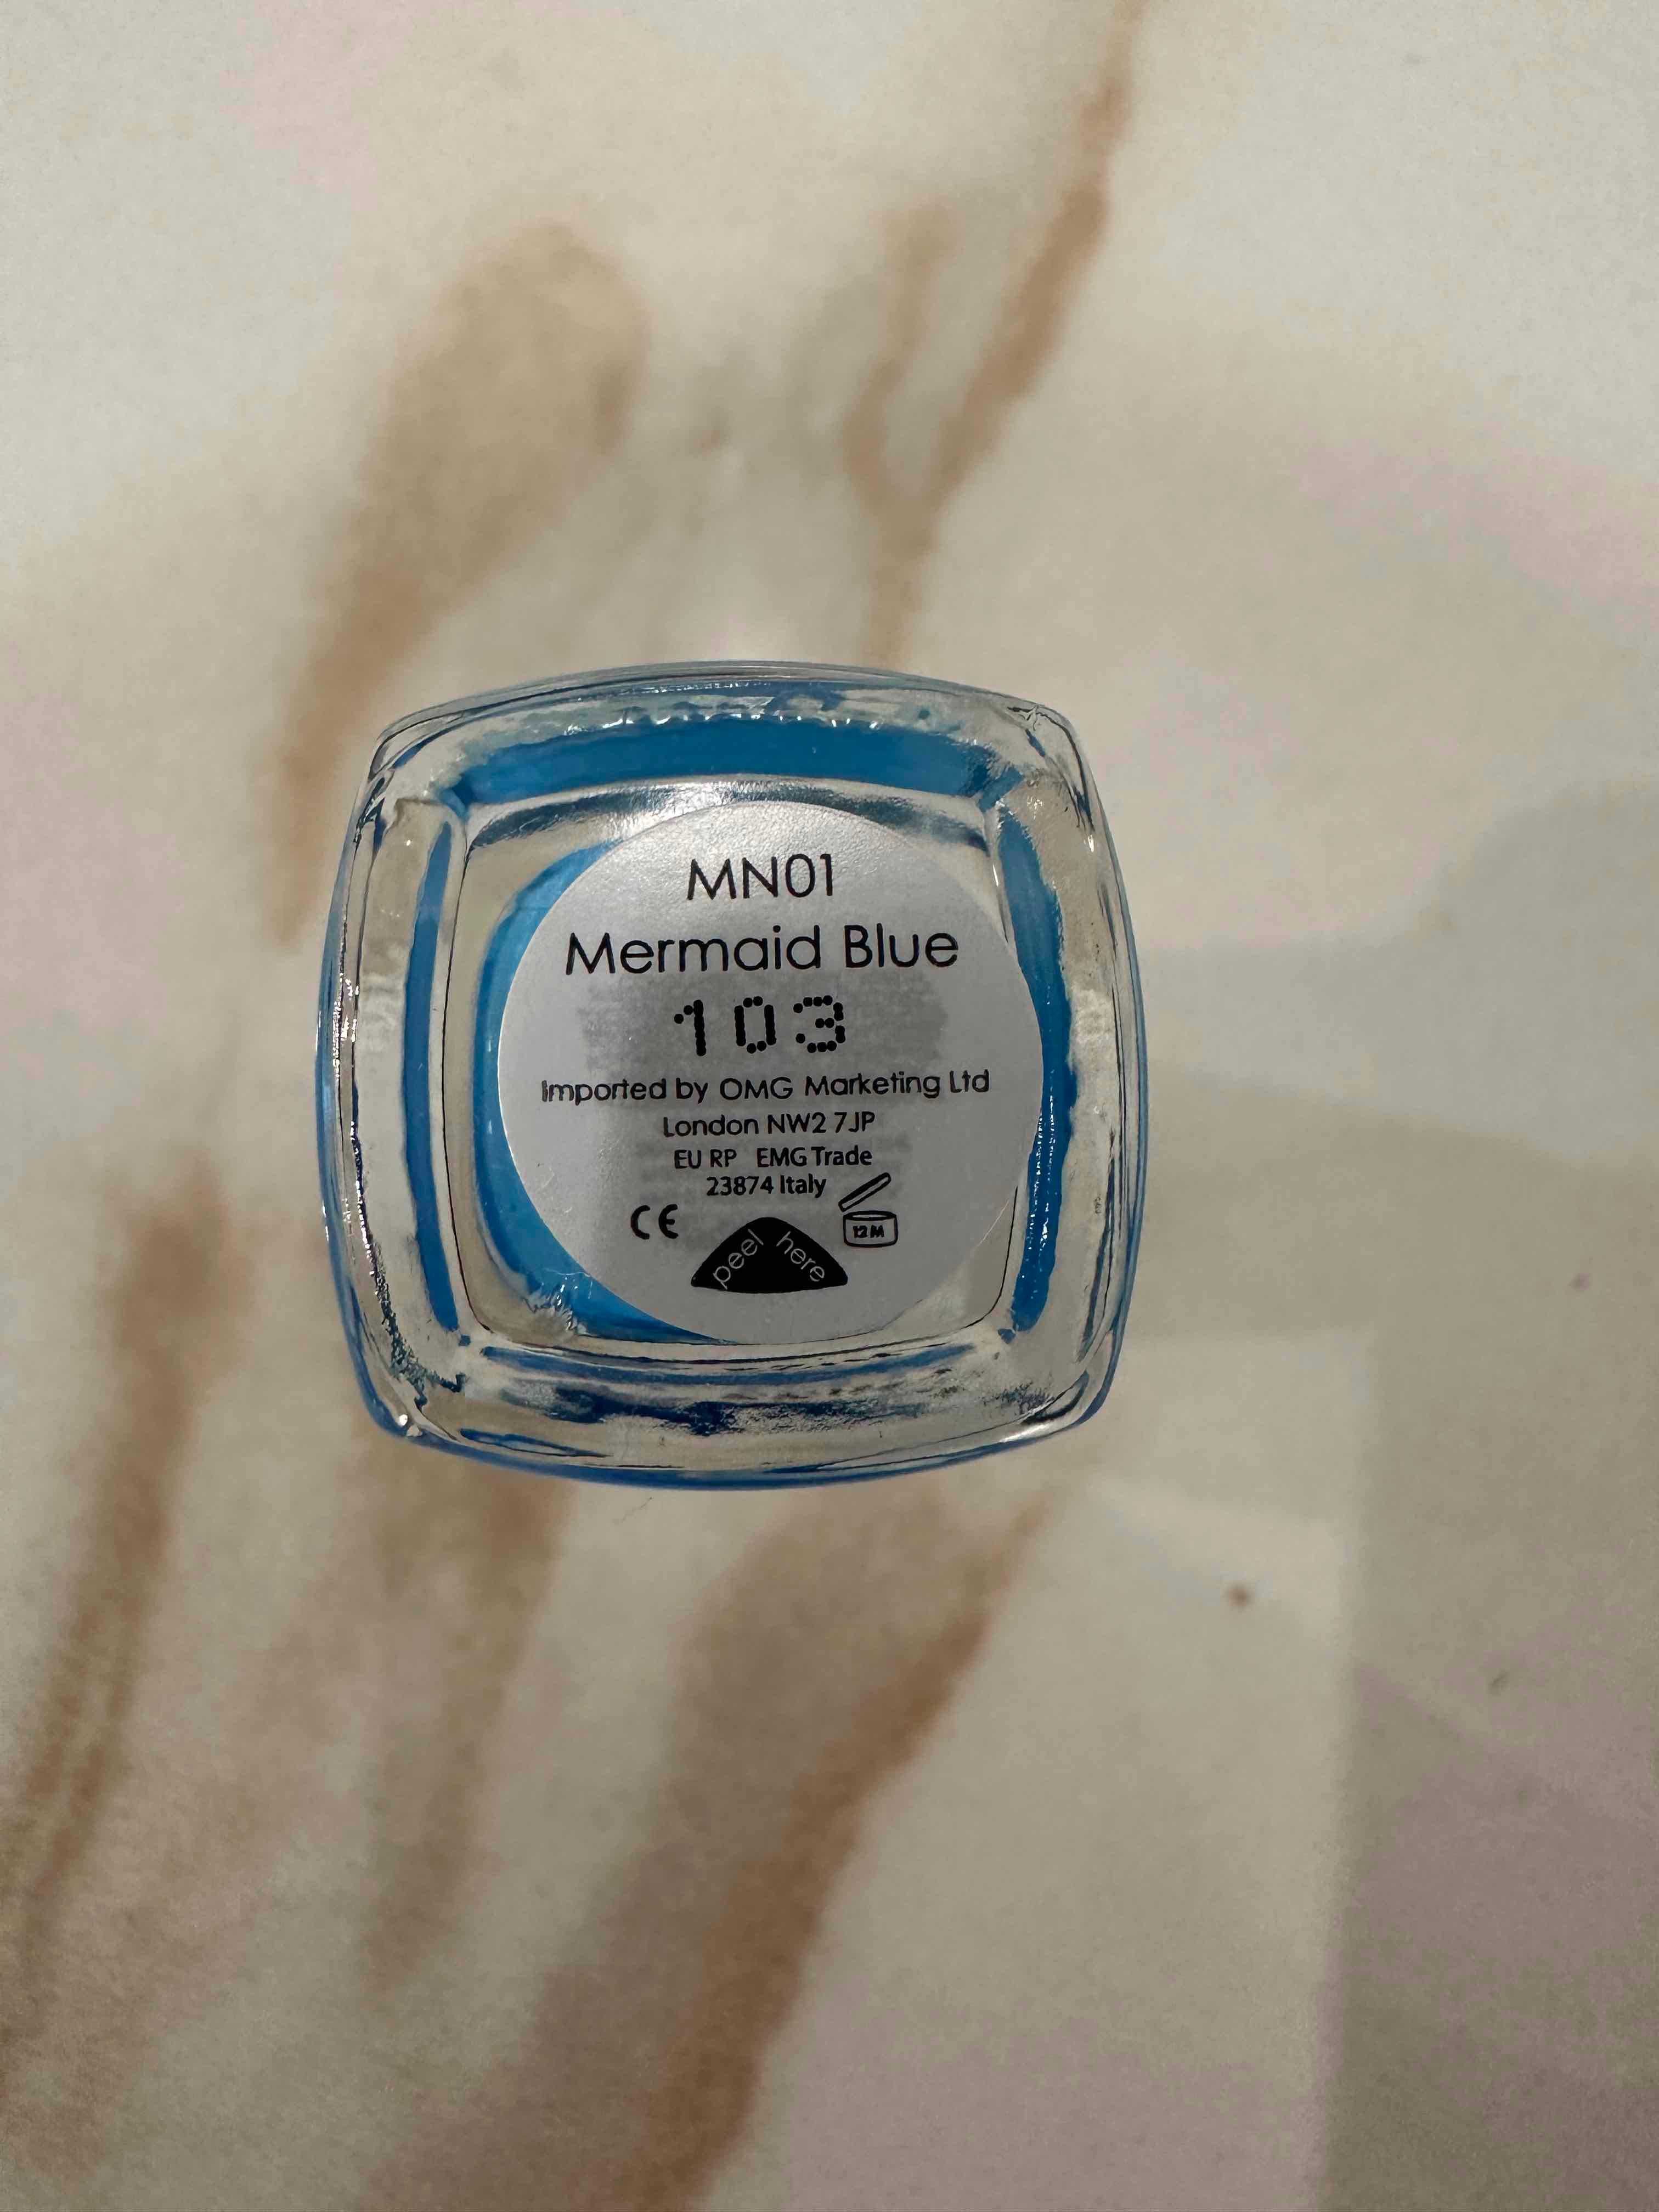 MN01
Mermaid Blue
103
Imported by OMG Marketing Ltd
London NW2 7JP
EU RP EMG Trade
23874 Italy
CE
12M
peel here